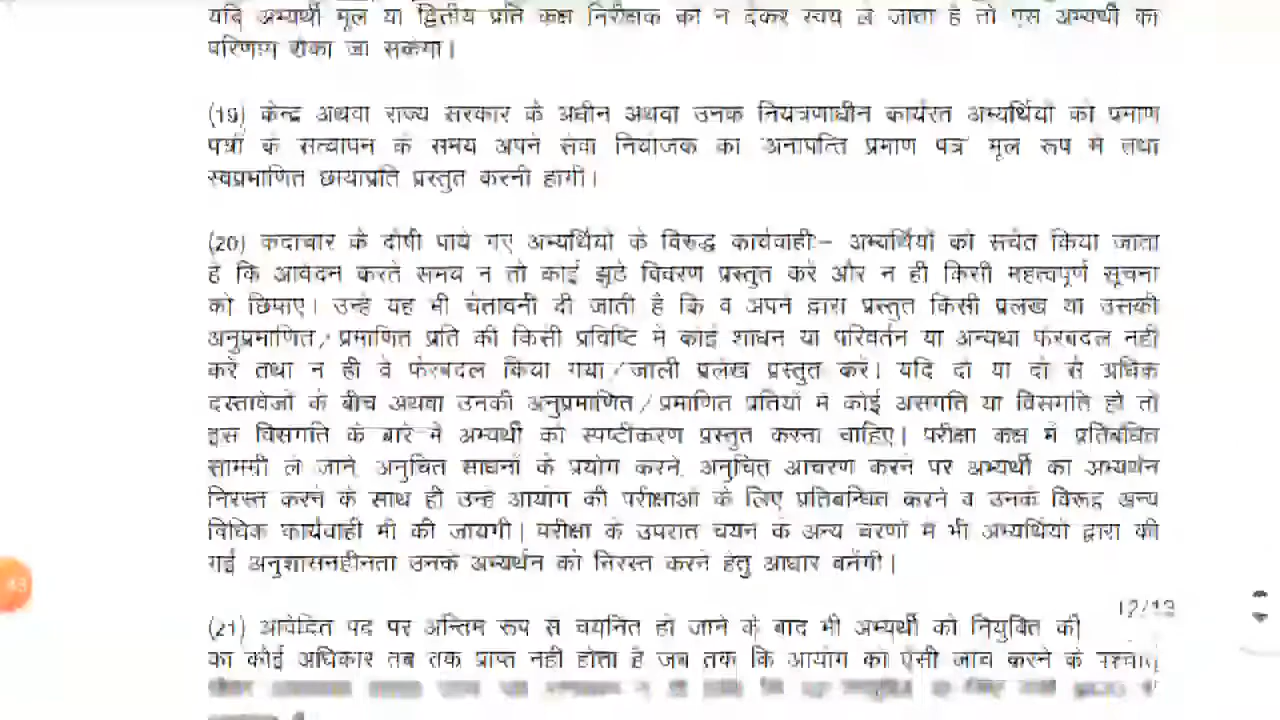 यदि अभ्यर्थी मूल या द्वितीय प्रति कक्ष निरीक्षक को न देकर स्वयं ले जाता है तो ऐसे अभ्यर्थी का
परिणाम रोका जा सकेगा।
(19) केन्द्र अथवा राज्य सरकार के अधीन अथवा उनके नियंत्रणाधीन कार्यरत अभ्यर्थियों को प्रमाण
पत्रों के सत्यापन के समय अपने सेवा नियोजक का अनापत्ति प्रमाण पत्र मूल रूप में तथा
स्वप्रमाणित छायाप्रति प्रस्तुत करनी होगी।
(20) कदाचार के दोषी पाये गए अभ्यर्थियों के विरूद्ध कार्यवाही:– अभ्यर्थियों को सचेत किया जाता
है कि आवेदन करते समय न तो कोई झूठे विवरण प्रस्तुत करें और न ही किसी महत्वपूर्ण सूचना
को छिपाए। उन्हें यह भी चेतावनी दी जाती है कि वे अपने द्वारा प्रस्तुत किसी प्रलेख या उसकी
अनुप्रमाणित/प्रमाणित प्रति की किसी प्रविष्टि में कोई शोधन या परिवर्तन या अन्यथा फेरबदल नहीं
करें तथा न ही वे फेरबदल किया गया/जाली प्रलेख प्रस्तुत करें। यदि दो या दो से अधिक
दस्तावेजों के बीच अथवा उनकी अनुप्रमाणित/प्रमाणित प्रतियों में कोई असंगति या विसंगति हो तो
इस विसंगति के बारे में अभ्यर्थी को स्पष्टीकरण प्रस्तुत करना चाहिए। परीक्षा कक्ष में प्रतिबंधित
सामग्री ले जाने, अनुचित साधनों के प्रयोग करने, अनुचित आचरण करने पर अभ्यर्थी का अभ्यर्थन
निरस्त करने के साथ ही उन्हें आयोग की परीक्षाओं के लिए प्रतिबन्धित करने व उनके विरूद्ध अन्य
विधिक कार्यवाही भी की जायेगी। परीक्षा के उपरांत चयन के अन्य चरणों में भी अभ्यर्थियों द्वारा की
गई अनुशासनहीनता उनके अभ्यर्थन को निरस्त करने हेतु आधार बनेंगी।
12/13
(21) आवेदित पद पर अन्तिम रूप से चयनित हो जाने के बाद भी अभ्यर्थी को नियुक्ति की
का कोई अधिकार तब तक प्राप्त नहीं होता है जब तक कि आयोग को ऐसी जांच करने के पश्चात्